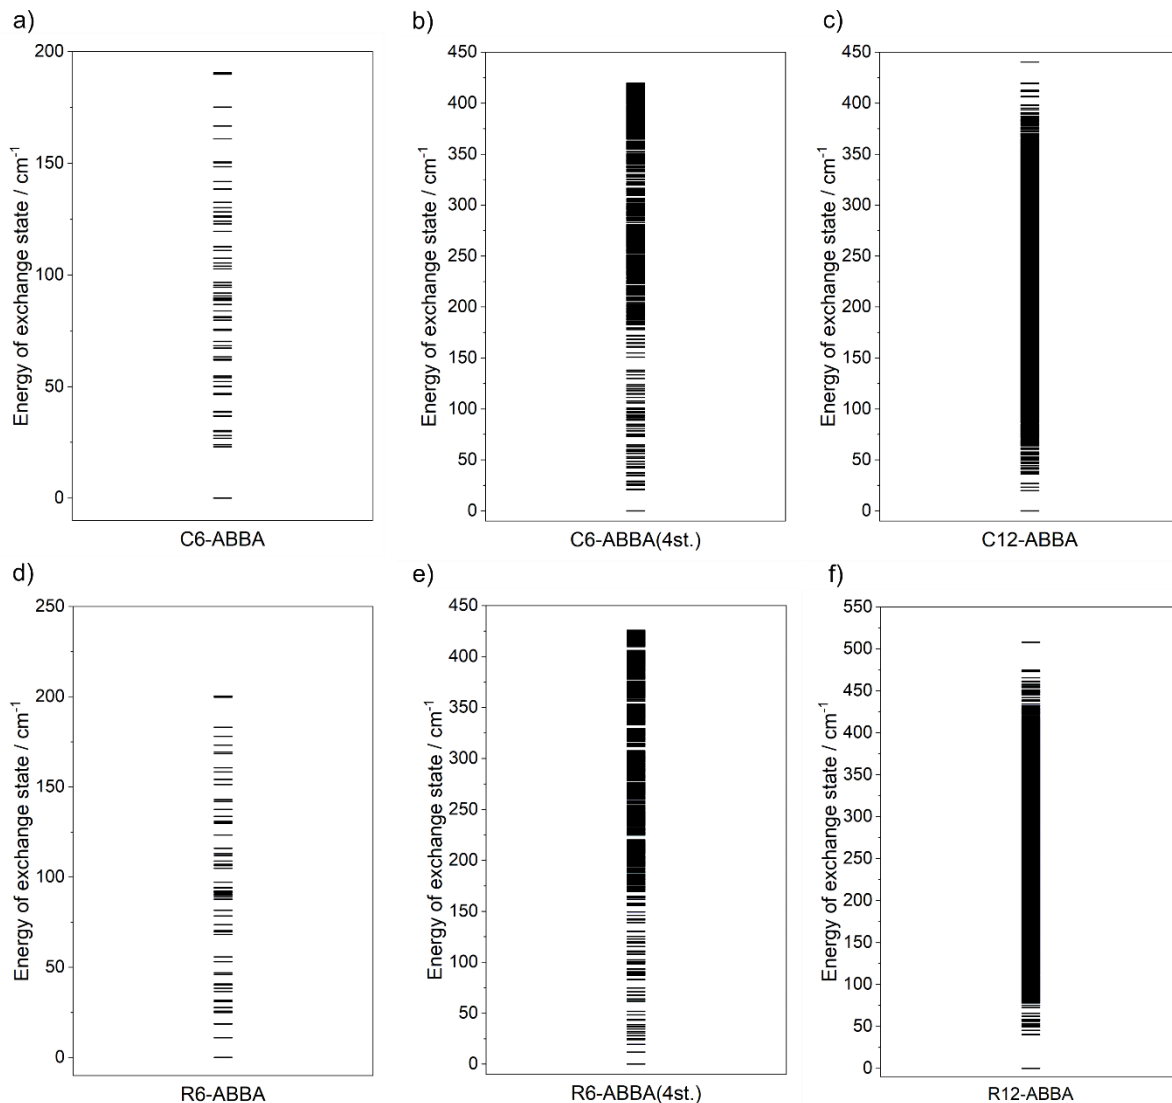 a)
200
150
100
50
0
Energy of exchange state / cm⁻¹
C6-ABBA
b)
450
400
350
300
250
200
150
100
50
0
Energy of exchange state / cm⁻¹
C6-ABBA(4st.)
c)
450
400
350
300
250
200
150
100
50
0
Energy of exchange state / cm⁻¹
C12-ABBA
d)
250
200
150
100
50
0
Energy of exchange state / cm⁻¹
R6-ABBA
e)
450
400
350
300
250
200
150
100
50
0
Energy of exchange state / cm⁻¹
R6-ABBA(4st.)
f)
550
500
450
400
350
300
250
200
150
100
50
0
Energy of exchange state / cm⁻¹
R12-ABBA